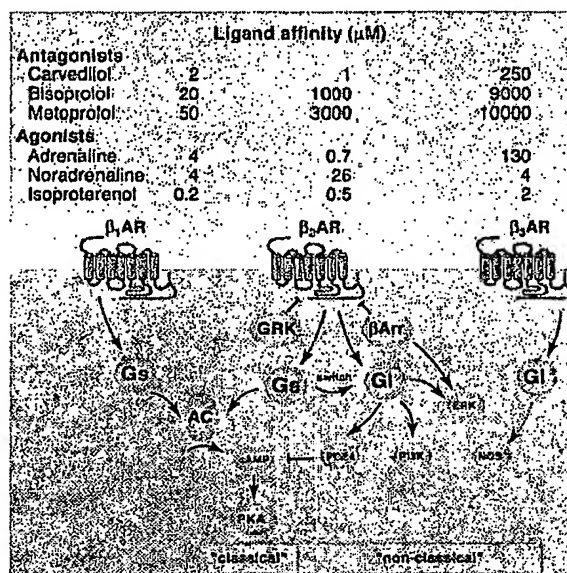 Ligand affinity (μM)
Antagonists
Carvedilol 2 1 250
Bisoprolol 20 1000 9000
Metoprolol 50 3000 10000
Agonists
Adrenaline 4 0.7 130
Noradrenaline 4 26 4
Isoproterenol 0.2 0.5 2
β₁AR β₂AR β₃AR
GRK βArr
Gs Gs switch Gi Gi
AC ERK
cAMP PDE4 PI3K NOS
PKA
"classical" "non-classical"